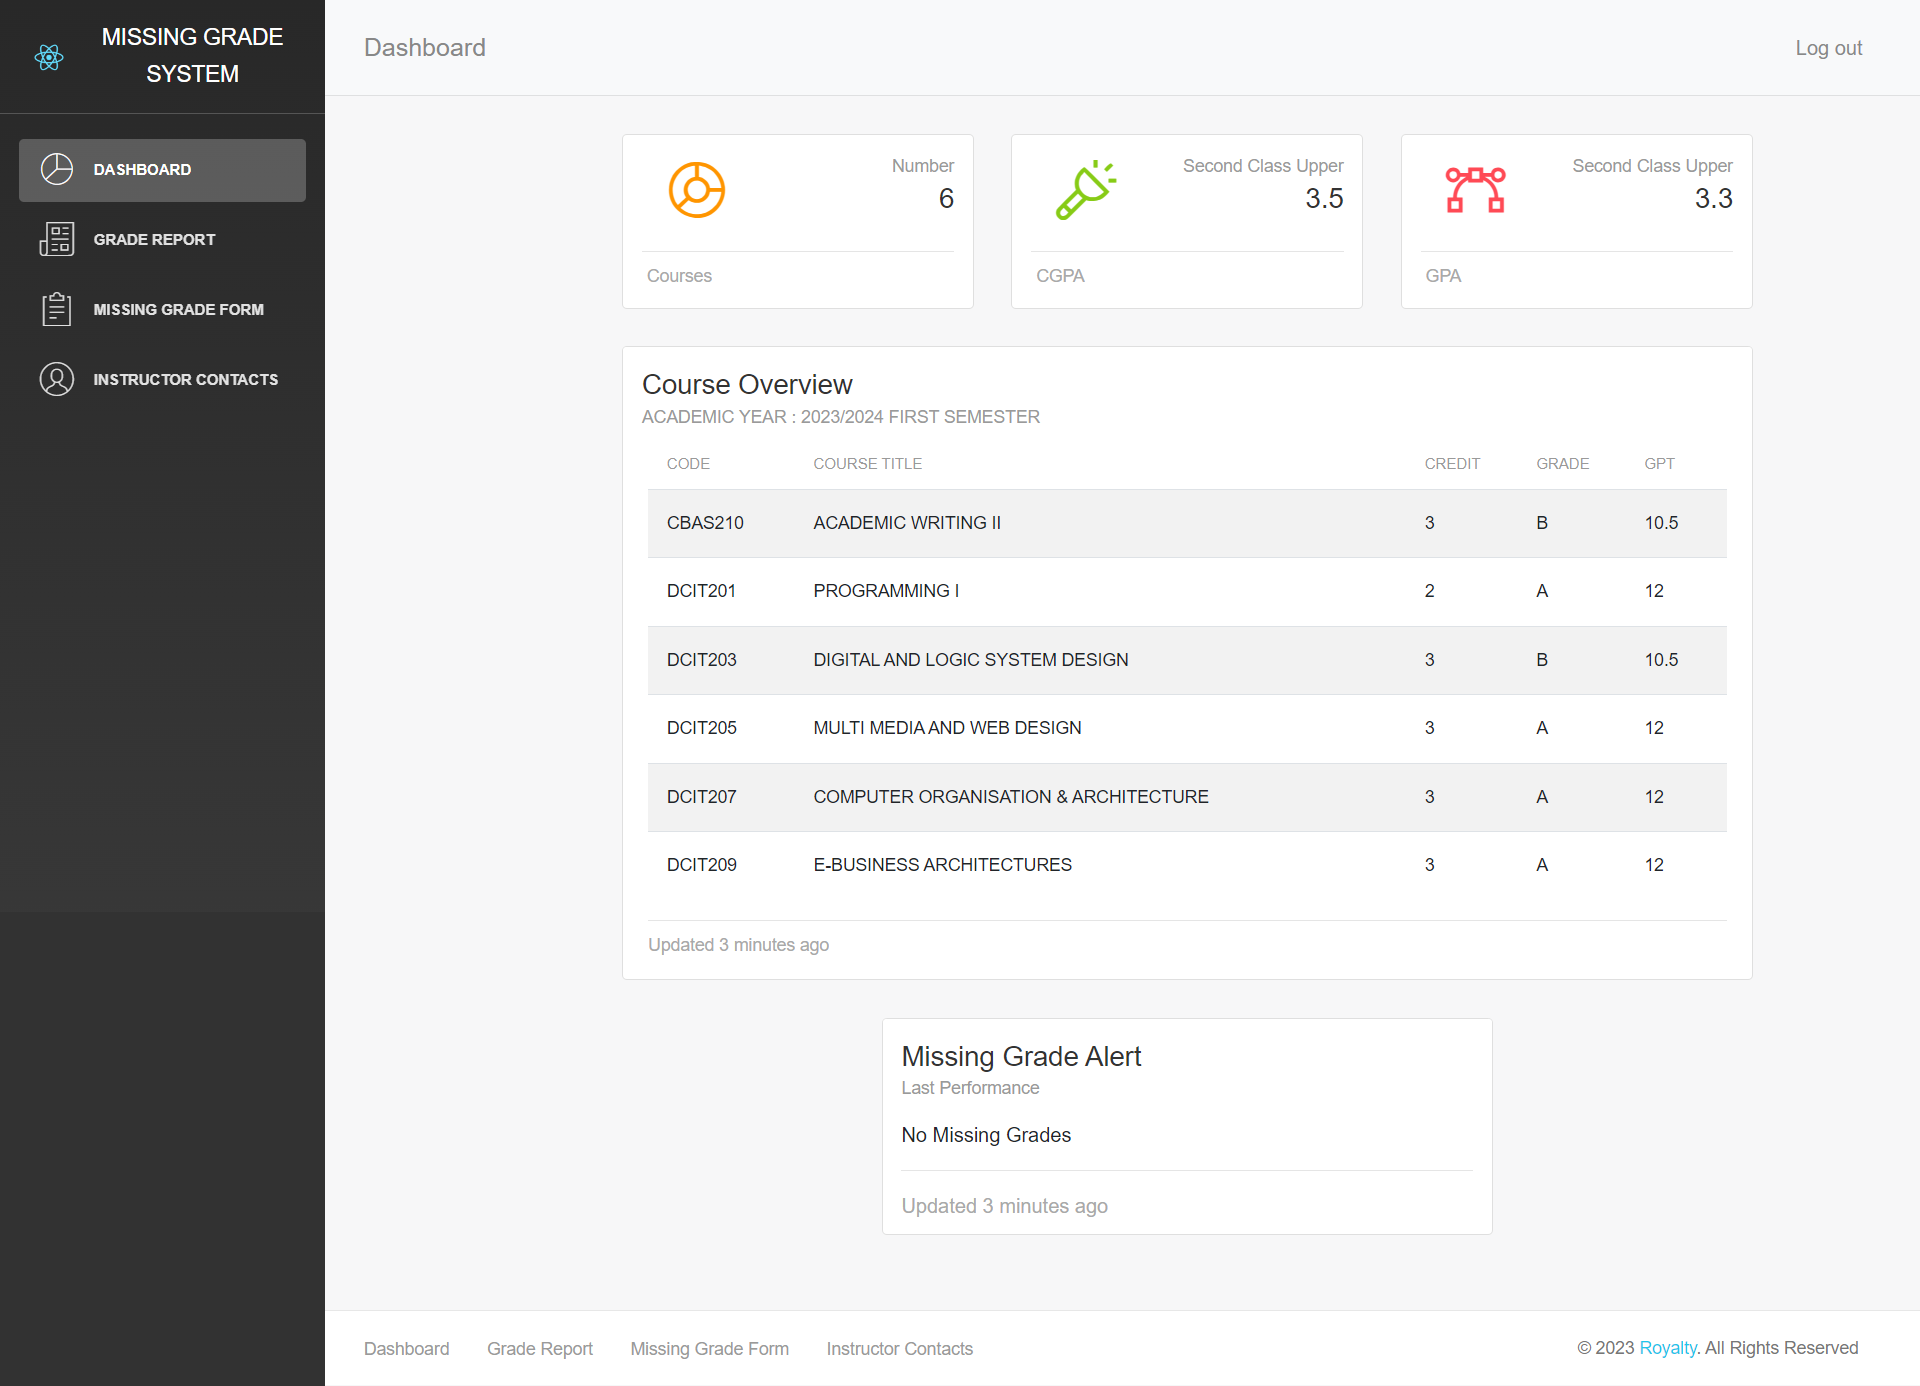 MISSING GRADE
SYSTEM
DASHBOARD
GRADE REPORT
MISSING GRADE FORM
INSTRUCTOR CONTACTS
Dashboard
Log out
Number
6
Courses
Second Class Upper
3.5
CGPA
Second Class Upper
3.3
GPA
Course Overview
ACADEMIC YEAR : 2023/2024 FIRST SEMESTER
CODE COURSE TITLE CREDIT GRADE GPT
CBAS210 ACADEMIC WRITING II 3 B 10.5
DCIT201 PROGRAMMING I 2 A 12
DCIT203 DIGITAL AND LOGIC SYSTEM DESIGN 3 B 10.5
DCIT205 MULTI MEDIA AND WEB DESIGN 3 A 12
DCIT207 COMPUTER ORGANISATION & ARCHITECTURE 3 A 12
DCIT209 E-BUSINESS ARCHITECTURES 3 A 12
Updated 3 minutes ago
Missing Grade Alert
Last Performance
No Missing Grades
Updated 3 minutes ago
Dashboard Grade Report Missing Grade Form Instructor Contacts
© 2023 Royalty. All Rights Reserved